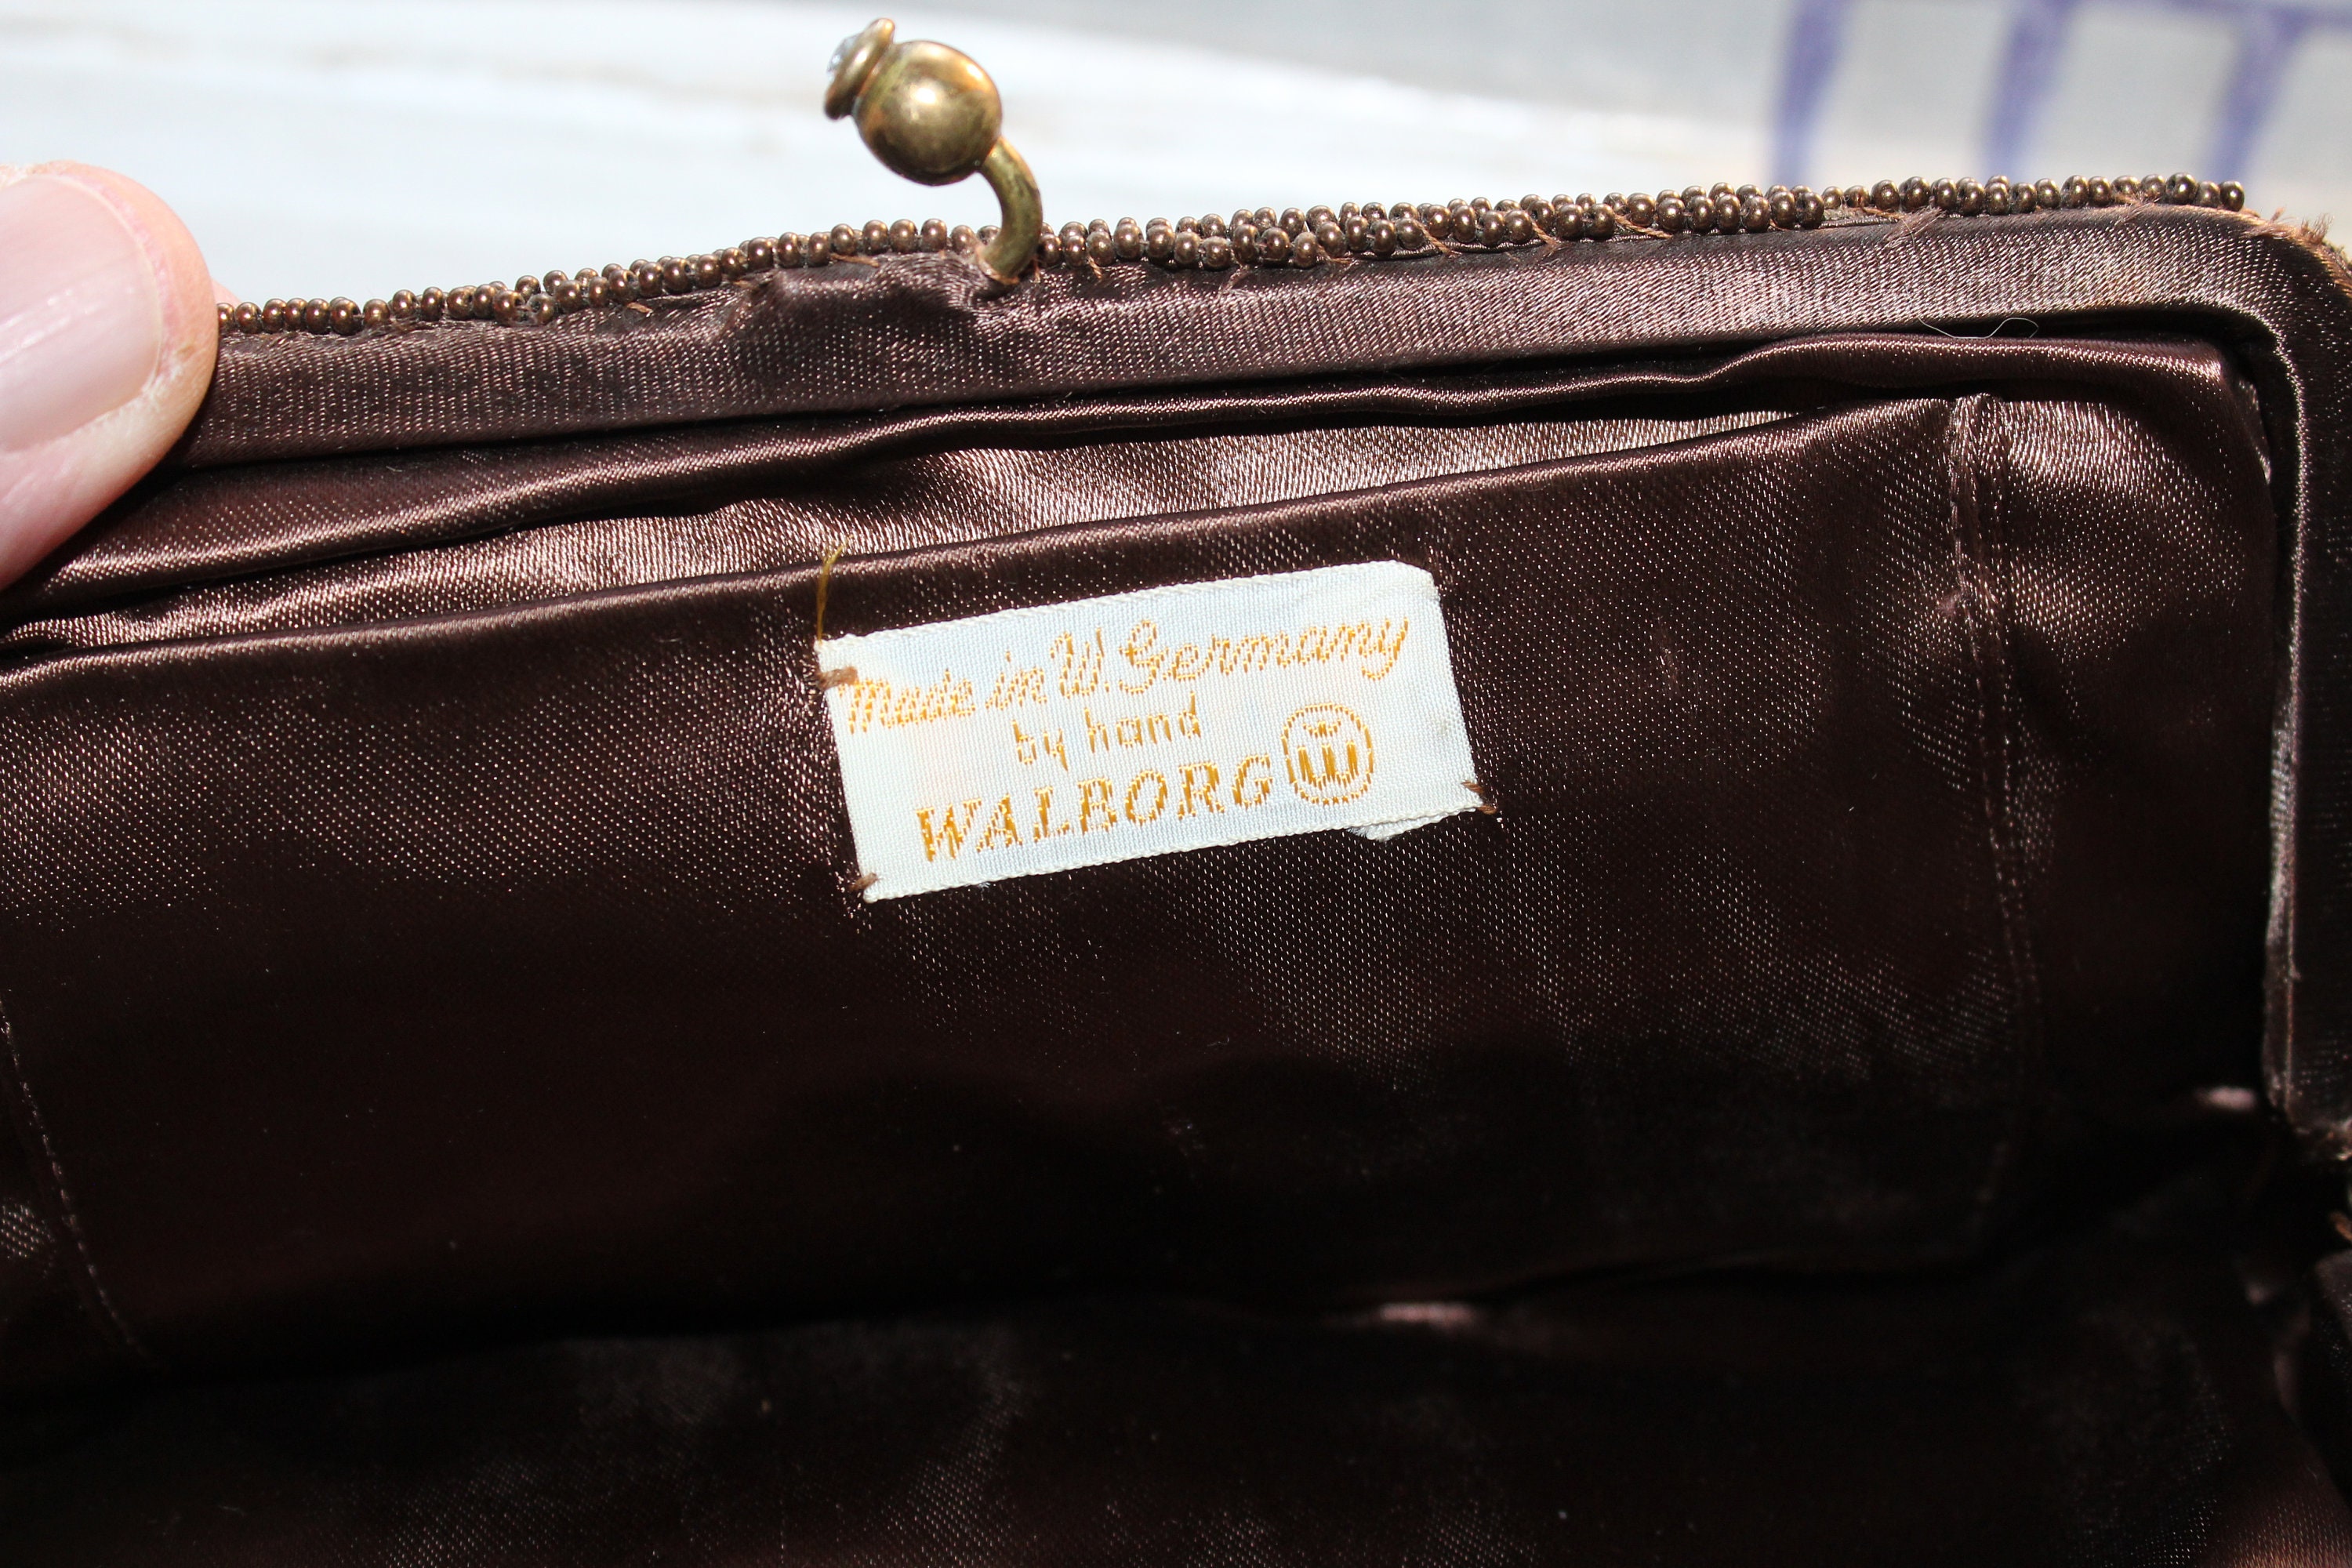 Made in W. Germany
by hand
WALBORG W